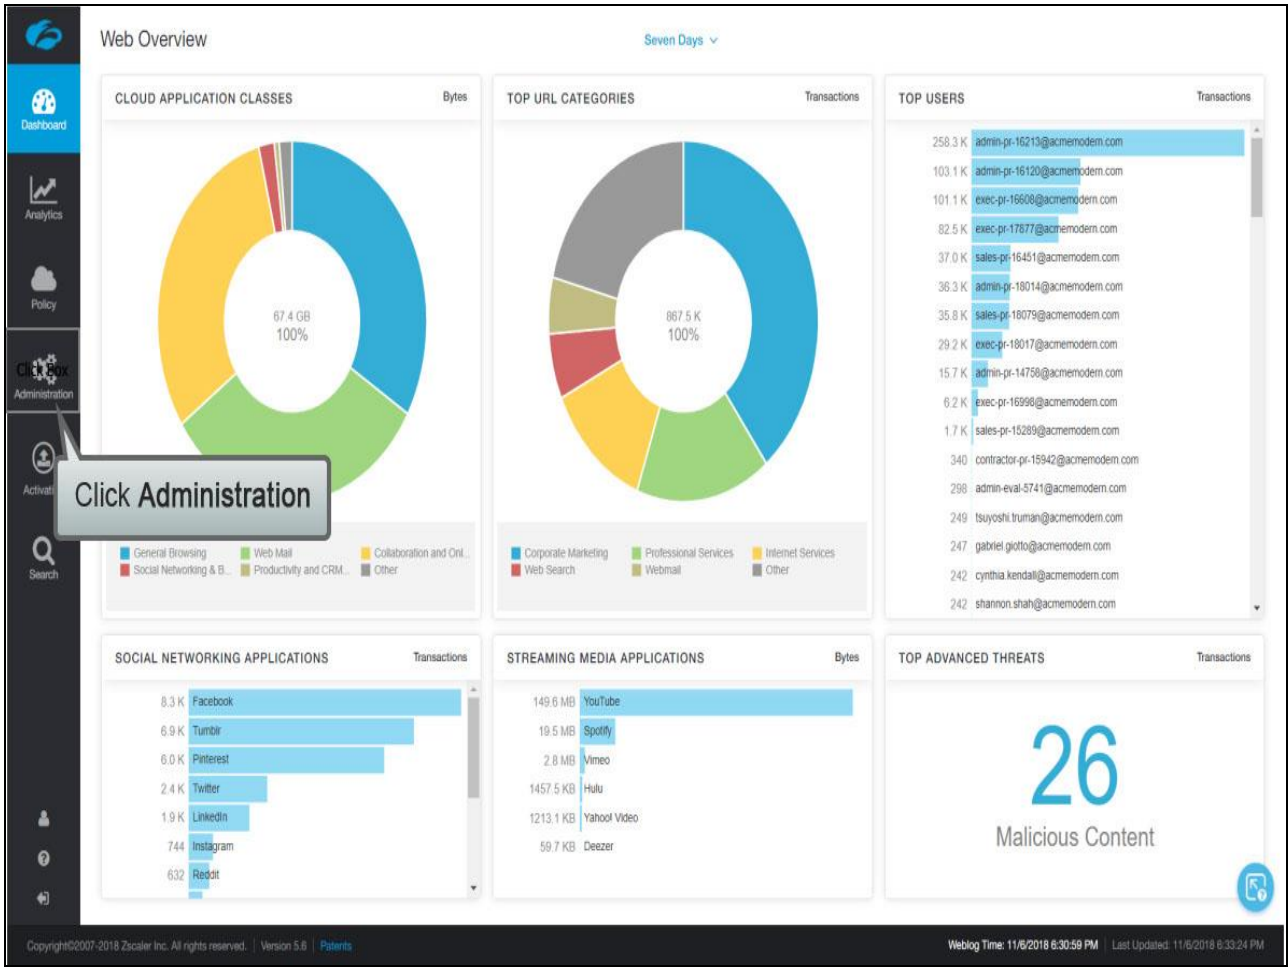 Web Overview
Seven Days
Dashboard
Analytics
Policy
Click Box
Administration
Click Administration
Search
CLOUD APPLICATION CLASSES Bytes
67.4 GB
100%
General Browsing Web Mail Collaboration and Onl...
Social Networking & B... Productivity and CRM... Other
TOP URL CATEGORIES Transactions
867.5 K
100%
Corporate Marketing Professional Services Internet Services
Web Search Webmail Other
TOP USERS Transactions
258.3 K admin-pr-16213@acmemodern.com
103.1 K admin-pr-16120@acmemodern.com
101.1 K exec-pr-16608@acmemodern.com
82.5 K exec-pr-17877@acmemodern.com
37.0 K sales-pr-16451@acmemodern.com
36.3 K admin-pr-18014@acmemodern.com
35.8 K sales-pr-18079@acmemodern.com
29.2 K exec-pr-18017@acmemodern.com
15.7 K admin-pr-14758@acmemodern.com
6.2 K exec-pr-16998@acmemodern.com
1.7 K sales-pr-15289@acmemodern.com
340 contractor-pr-15942@acmemodern.com
298 admin-eval-5741@acmemodern.com
249 tsuyoshi.truman@acmemodern.com
247 gabriel.giotto@acmemodern.com
242 cynthia.kendall@acmemodern.com
242 shannon.shah@acmemodern.com
SOCIAL NETWORKING APPLICATIONS Transactions
8.3 K Facebook
6.9 K Tumblr
6.0 K Pinterest
2.4 K Twitter
1.9 K LinkedIn
744 Instagram
632 Reddit
STREAMING MEDIA APPLICATIONS Bytes
149.6 MB YouTube
19.5 MB Spotify
2.8 MB Vimeo
1457.5 KB Hulu
1213.1 KB Yahoo! Video
59.7 KB Deezer
TOP ADVANCED THREATS Transactions
26
Malicious Content
Copyright©2007-2018 Zscaler Inc. All rights reserved. | Version 5.6 | Patents
Weblog Time: 11/6/2018 6:30:59 PM | Last Updated: 11/6/2018 6:33:24 PM